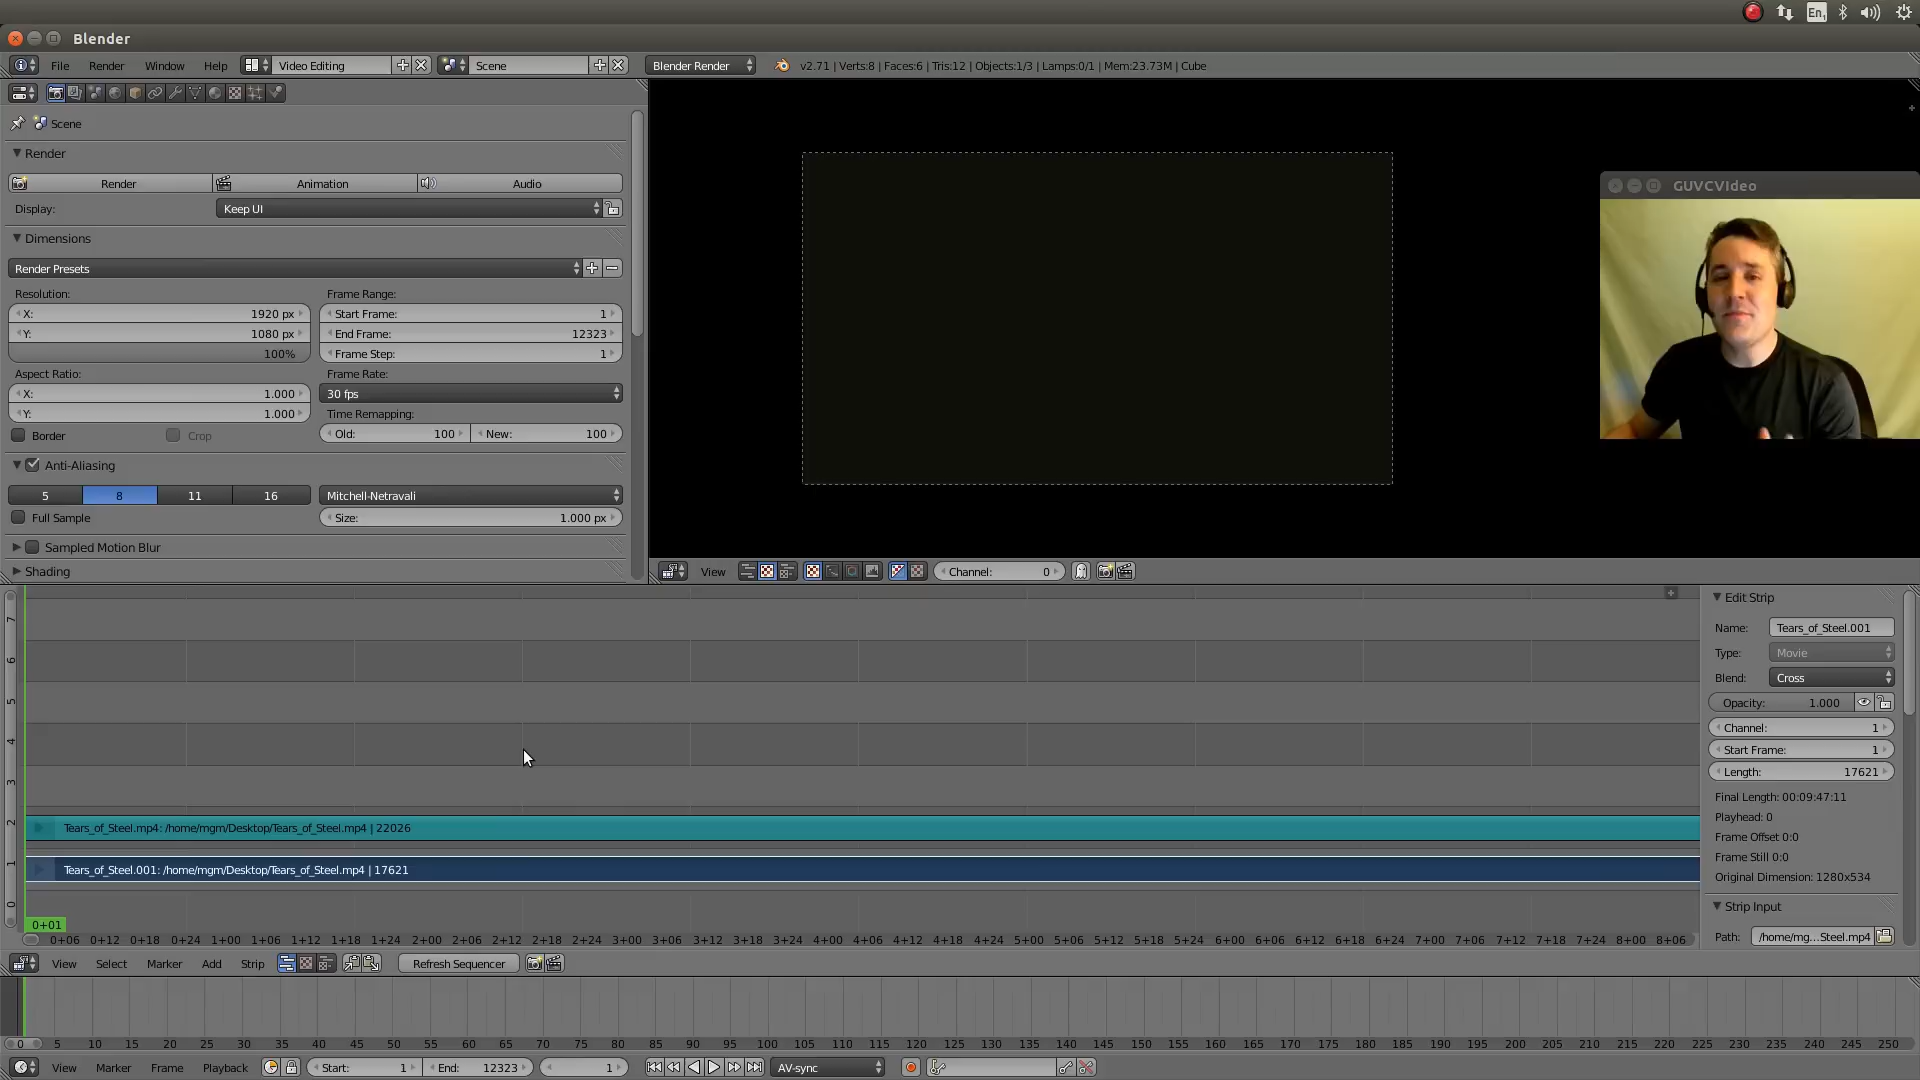 En1
Blender
File Render Window Help Video Editing Scene Blender Render v2.71 | Verts:8 | Faces:6 | Tris:12 | Objects:1/3 | Lamps:0/1 | Mem:23.73M | Cube
Scene
Render
Render Animation Audio
Display: Keep UI
Dimensions
Render Presets
Resolution: Frame Range:
X: 1920 px Start Frame: 1
Y: 1080 px End Frame: 12323
100% Frame Step: 1
Aspect Ratio: Frame Rate:
X: 1.000 30 fps
Y: 1.000 Time Remapping:
Border Crop Old: 100 New: 100
Anti-Aliasing
5 8 11 16 Mitchell-Netravali
Full Sample Size: 1.000 px
Sampled Motion Blur
Shading
GUVCVIdeo
View Channel: 0
7
6
5
4
3
2
1
0
Tears_of_Steel.mp4: /home/mgm/Desktop/Tears_of_Steel.mp4 | 22026
Tears_of_Steel.001: /home/mgm/Desktop/Tears_of_Steel.mp4 | 17621
0+01
0+06 0+12 0+18 0+24 1+00 1+06 1+12 1+18 1+24 2+00 2+06 2+12 2+18 2+24 3+00 3+06 3+12 3+18 3+24 4+00 4+06 4+12 4+18 4+24 5+00 5+06 5+12 5+18 5+24 6+00 6+06 6+12 6+18 6+24 7+00 7+06 7+12 7+18 7+24 8+00 8+06
Edit Strip
Name: Tears_of_Steel.001
Type: Movie
Blend: Cross
Opacity: 1.000
Channel: 1
Start Frame: 1
Length: 17621
Final Length: 00:09:47:11
Playhead: 0
Frame Offset 0:0
Frame Still 0:0
Original Dimension: 1280x534
Strip Input
Path: /home/mg...Steel.mp4
View Select Marker Add Strip Refresh Sequencer
0 5 10 15 20 25 30 35 40 45 50 55 60 65 70 75 80 85 90 95 100 105 110 115 120 125 130 135 140 145 150 155 160 165 170 175 180 185 190 195 200 205 210 215 220 225 230 235 240 245 250
View Marker Frame Playback Start: 1 End: 12323 1 AV-sync